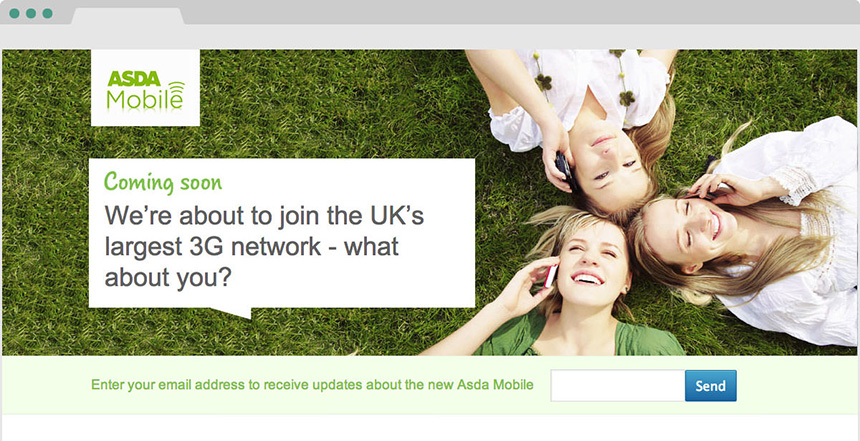 ASDA
Mobile
Coming soon
We're about to join the UK's
largest 3G network - what
about you?
Enter your email address to receive updates about the new Asda Mobile
Send